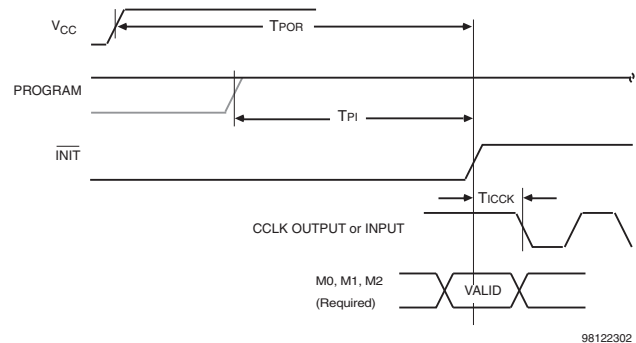 VCC
TPOR
PROGRAM
TPI
INIT
TICCK
CCLK OUTPUT or INPUT
M0, M1, M2
(Required)
VALID
98122302